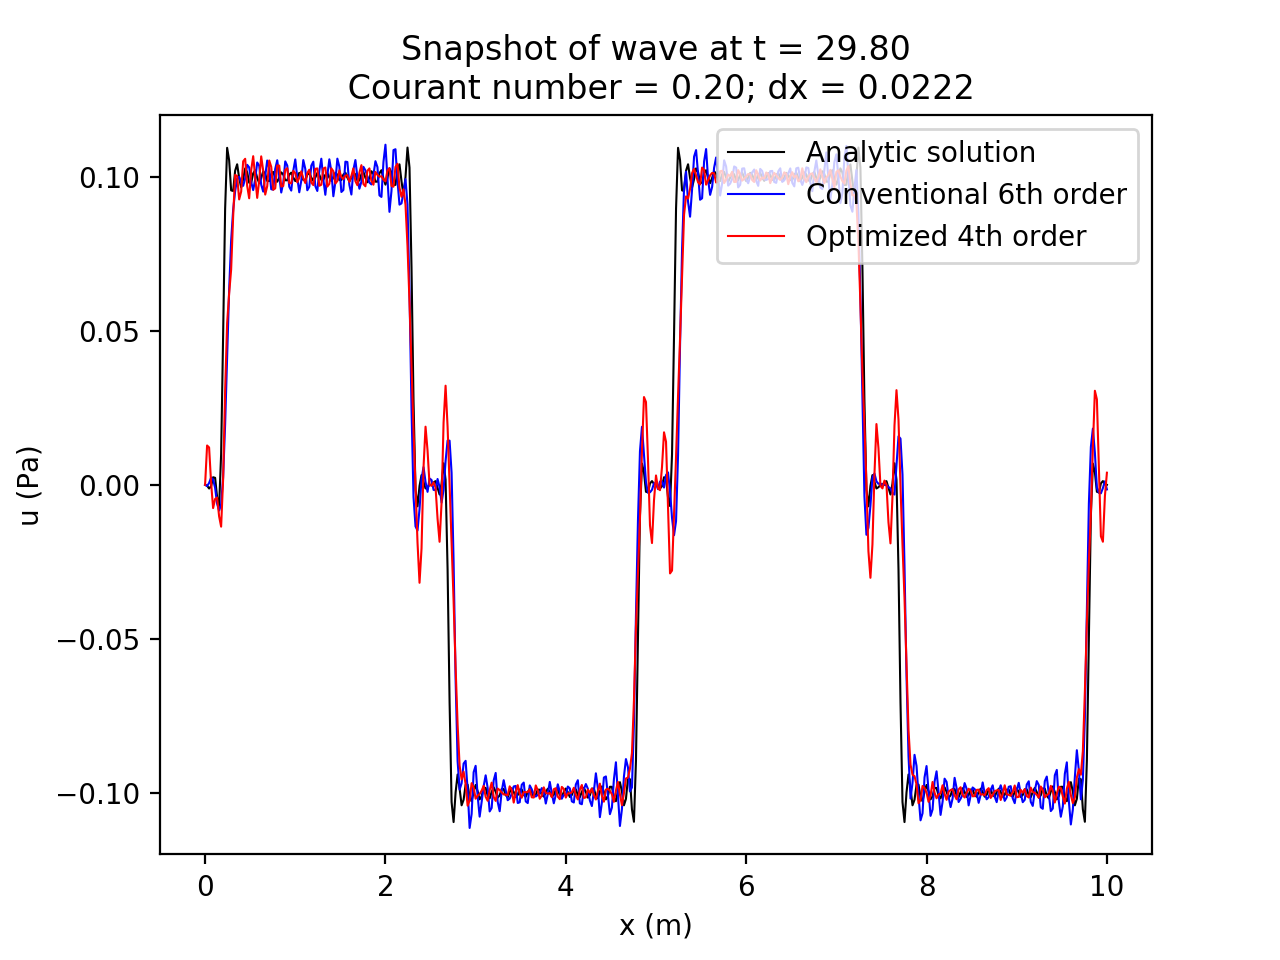 Snapshot of wave at t = 29.80
Courant number = 0.20; dx = 0.0222
Analytic solution
Conventional 6th order
Optimized 4th order
0.10
0.05
0.00
−0.05
−0.10
u (Pa)
0 2 4 6 8 10
x (m)